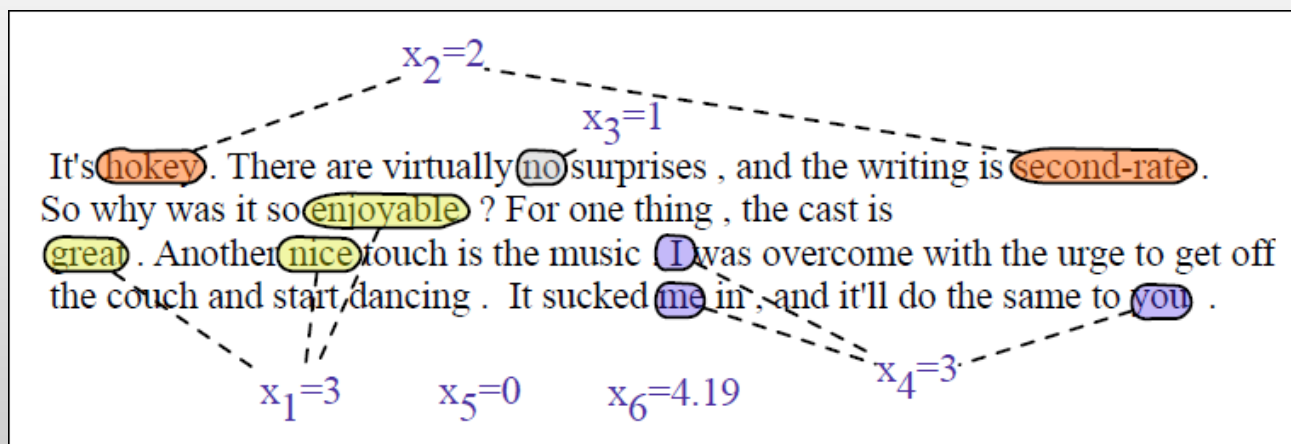 x2=2
x3=1
It's hokey . There are virtually no surprises , and the writing is second-rate .
So why was it so enjoyable ? For one thing , the cast is
great . Another nice touch is the music . I was overcome with the urge to get off
the couch and start dancing . It sucked me in , and it'll do the same to you .
x1=3 x5=0 x6=4.19 x4=3